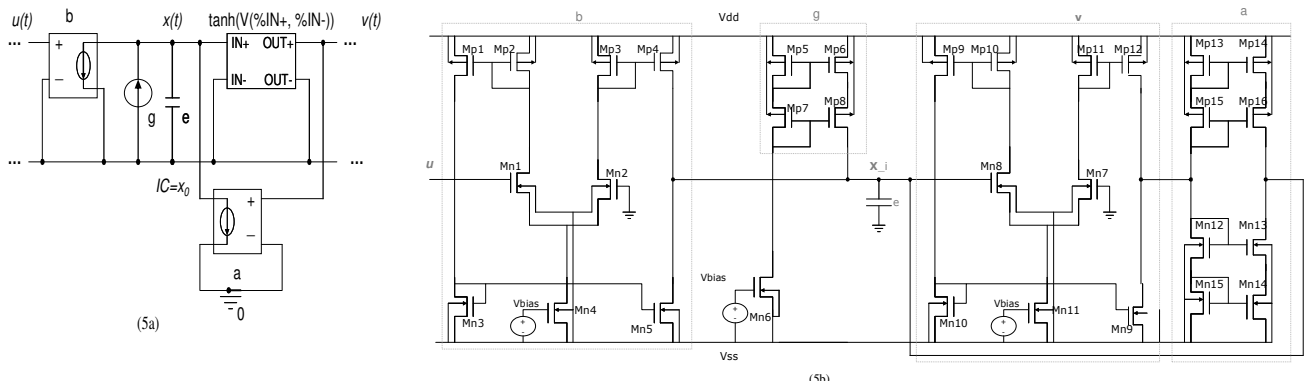 b
u(t)
x(t)
tanh(V(%IN+, %IN-))
v(t)
...
...
+
−
IN+ OUT+
IN- OUT-
g
e
...
...
IC=x0
+
−
a
0
(5a)
b
Vdd
g
v
a
Mp1
Mp2
Mp3
Mp4
Mp5
Mp6
Mp9
Mp10
Mp11
Mp12
Mp13
Mp14
Mp7
Mp8
Mp15
Mp16
u
Mn1
Mn2
x_i
e
Mn8
Mn7
Mn12
Mn13
Vbias
Vbias
Vbias
+
-
+
-
+
-
Mn3
Mn4
Mn5
Mn6
Mn10
Mn11
Mn9
Mn15
Mn14
Vss
(5b)